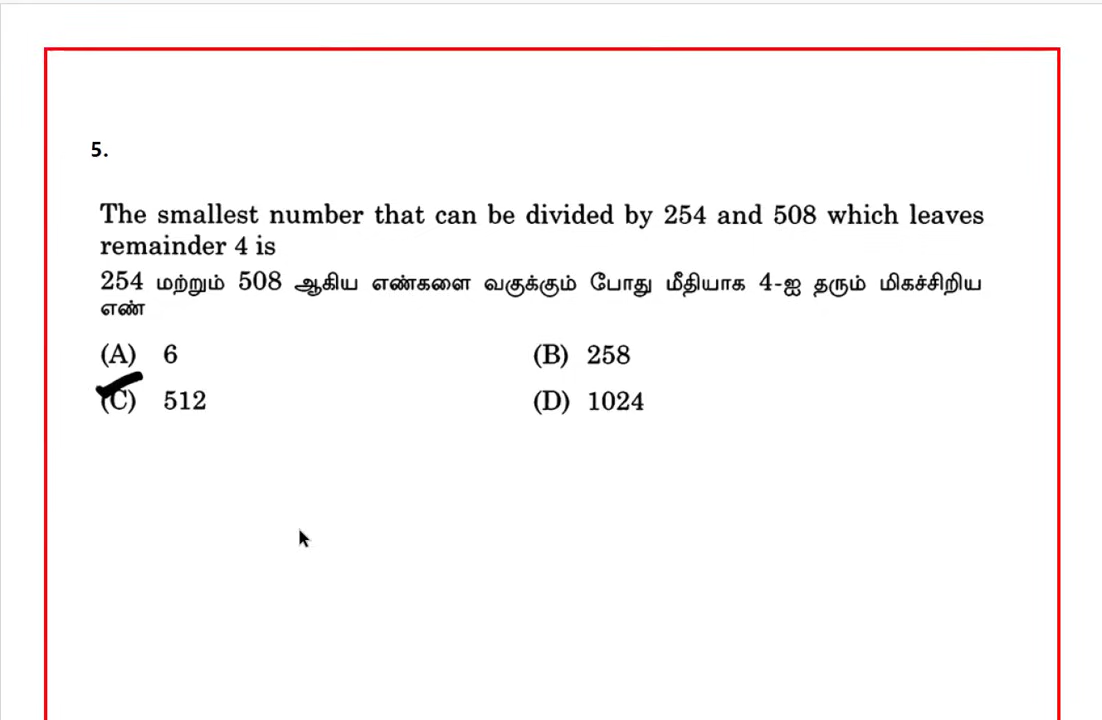 5.
The smallest number that can be divided by 254 and 508 which leaves
remainder 4 is
254 மற்றும் 508 ஆகிய எண்களை வகுக்கும் போது மீதியாக 4-ஐ தரும் மிகச்சிறிய
எண்
(A) 6 (B) 258
(C) 512 (D) 1024